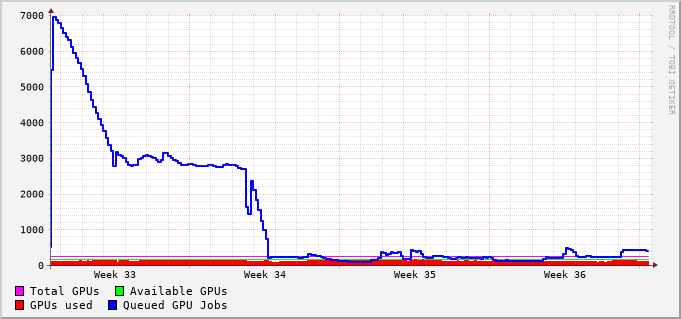 7000
6000
5000
4000
3000
2000
1000
0
Week 33 Week 34 Week 35 Week 36
Total GPUs Available GPUs
GPUs used Queued GPU Jobs
RRDTOOL / TOBI OETIKER